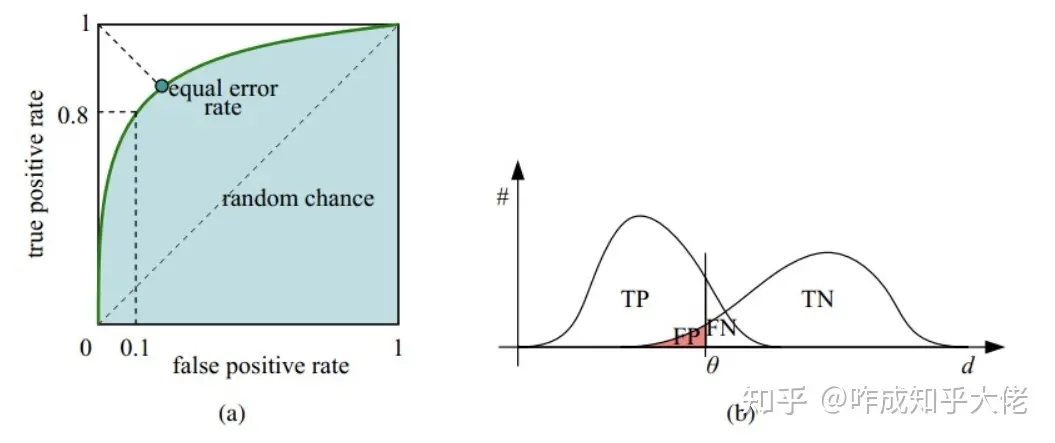 1
true positive rate
0.8
equal error
rate
random chance
0
0.1
1
false positive rate
(a)
#
TP
TN
FP
FN
θ
d
(b)
知乎 @咋成知乎大佬